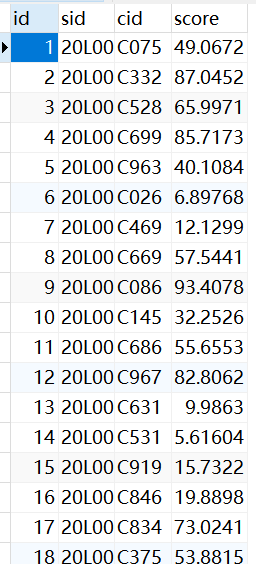 id sid cid score
1 20L00 C075 49.0672
2 20L00 C332 87.0452
3 20L00 C528 65.9971
4 20L00 C699 85.7173
5 20L00 C963 40.1084
6 20L00 C026 6.89768
7 20L00 C469 12.1299
8 20L00 C669 57.5441
9 20L00 C086 93.4078
10 20L00 C145 32.2526
11 20L00 C686 55.6553
12 20L00 C967 82.8062
13 20L00 C631 9.9863
14 20L00 C531 5.61604
15 20L00 C919 15.7322
16 20L00 C846 19.8898
17 20L00 C834 73.0241
18 20L00 C375 53.8815